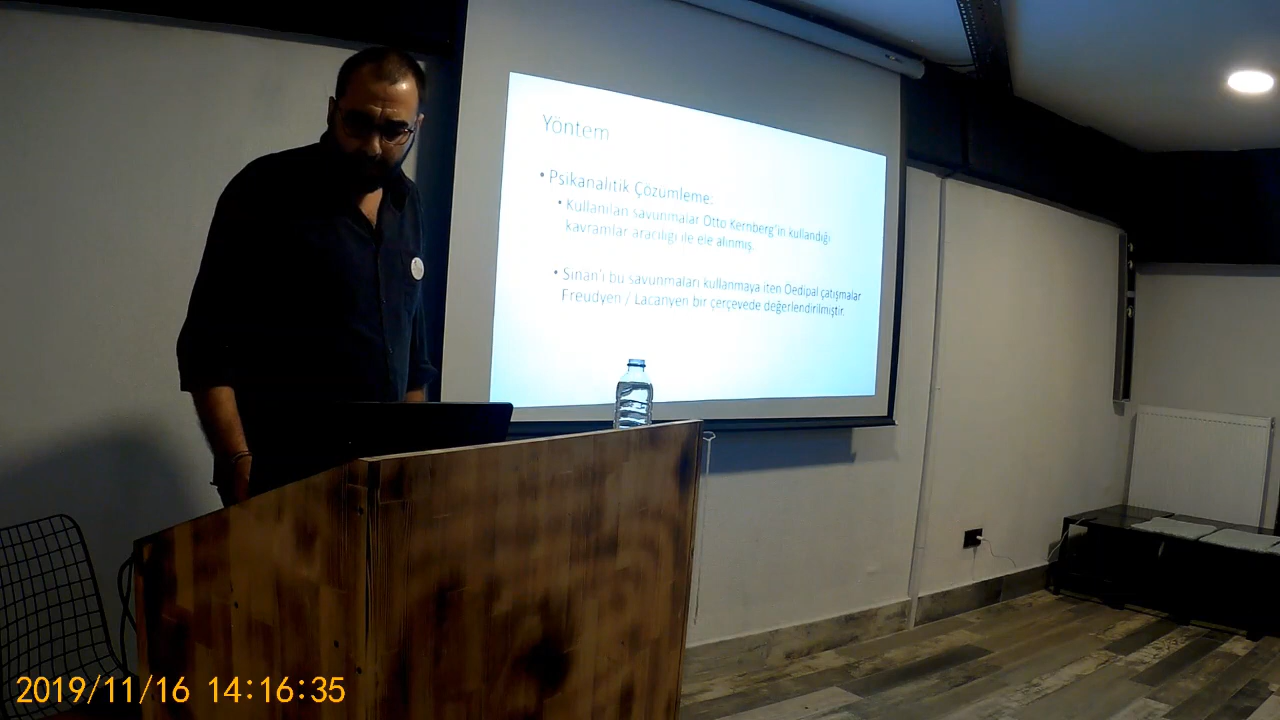 Yöntem
• Psikanalitik Çözümleme:
• Kullanılan savunmalar Otto Kernberg'in kullandığı
kavramlar aracılığı ile ele alınmış.
• Sinan'ı bu savunmaları kullanmaya iten Oedipal çatışmalar
Freudyen / Lacanyen bir çerçevede değerlendirilmiştir.
2019/11/16 14:16:35